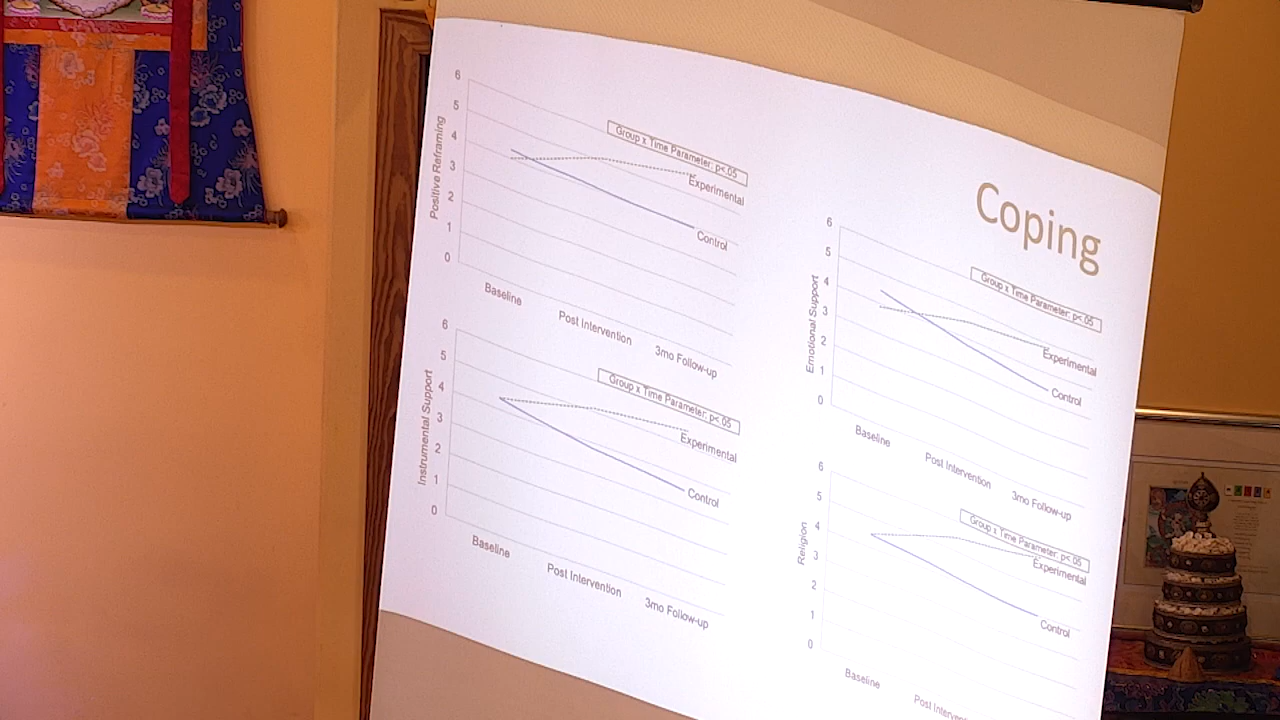 Coping
6
5
4
3
2
1
0
Positive Reframing
Group x Time Parameter: p<.05
Experimental
Control
Baseline
Post Intervention
3mo Follow-up
6
5
4
3
2
1
0
Emotional Support
Group x Time Parameter: p<.05
Experimental
Control
Baseline
Post Intervention
3mo Follow-up
6
5
4
3
2
1
0
Instrumental Support
Group x Time Parameter: p<.05
Experimental
Control
Baseline
Post Intervention
3mo Follow-up
6
5
4
3
2
1
0
Religion
Group x Time Parameter: p<.05
Experimental
Control
Baseline
Post